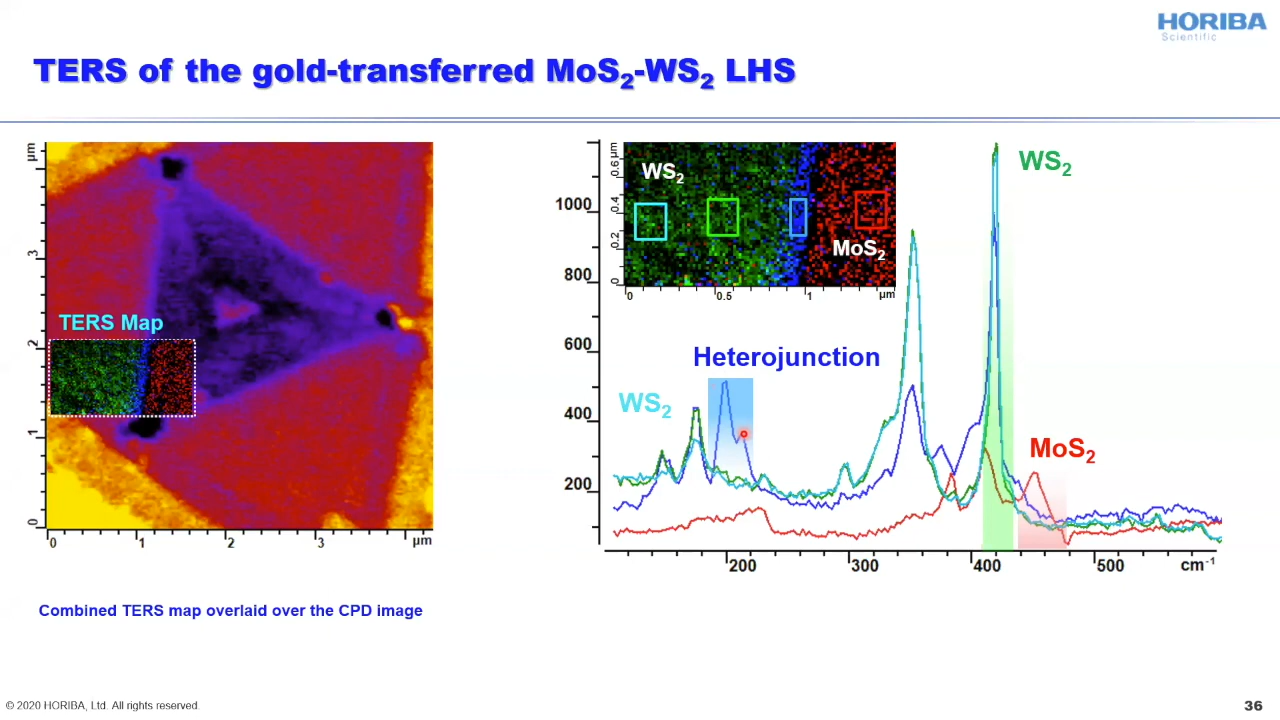 HORIBA
Scientific
TERS of the gold-transferred MoS₂-WS₂ LHS
µm
3
2
1
0
TERS Map
0 1 2 3 µm
Combined TERS map overlaid over the CPD image
1000
800
600
400
200
µm
0.6
0.4
0.2
0
WS₂
MoS₂
0 0.5 1 µm
WS₂
Heterojunction
WS₂
MoS₂
200 300 400 500 cm⁻¹
© 2020 HORIBA, Ltd. All rights reserved.
36